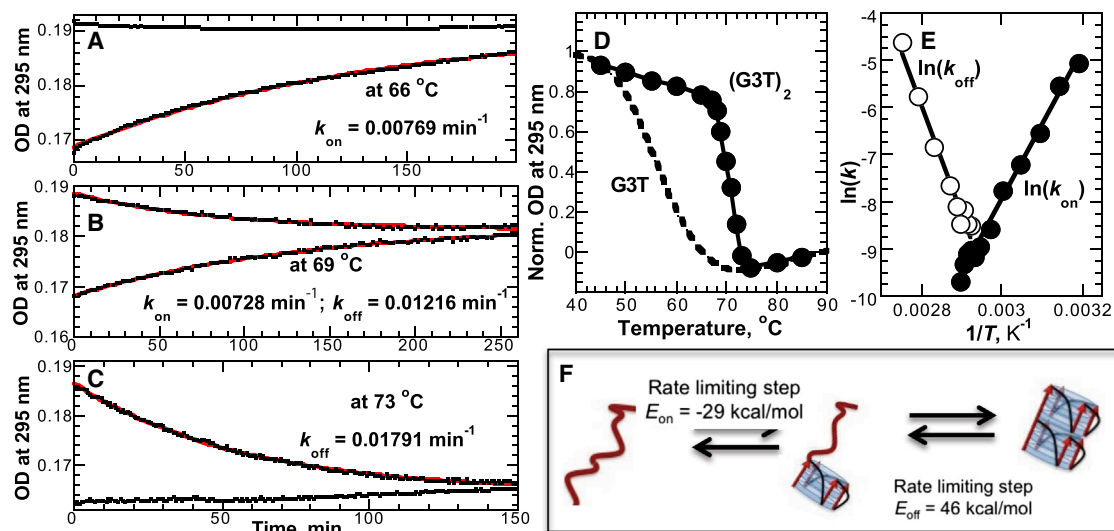 A
OD at 295 nm
0.19
0.18
0.17
at 66 °C
k on = 0.00769 min-1
0
50
100
150
B
OD at 295 nm
0.19
0.18
0.17
0.16
at 69 °C
k on = 0.00728 min-1 ; k off = 0.01216 min-1
0
50
100
150
200
250
C
OD at 295 nm
0.19
0.18
0.17
at 73 °C
k off = 0.01791 min-1
0
50
100
150
Time, min
D
Norm. OD at 295 nm
1
0.8
0.6
0.4
0.2
0
(G3T)2
G3T
40
50
60
70
80
90
Temperature, °C
E
ln(k)
-4
-5
-6
-7
-8
-9
-10
ln(koff)
ln(kon)
0.0028
0.003
0.0032
1/T, K-1
F
Rate limiting step
Eon = -29 kcal/mol
Rate limiting step
Eoff = 46 kcal/mol